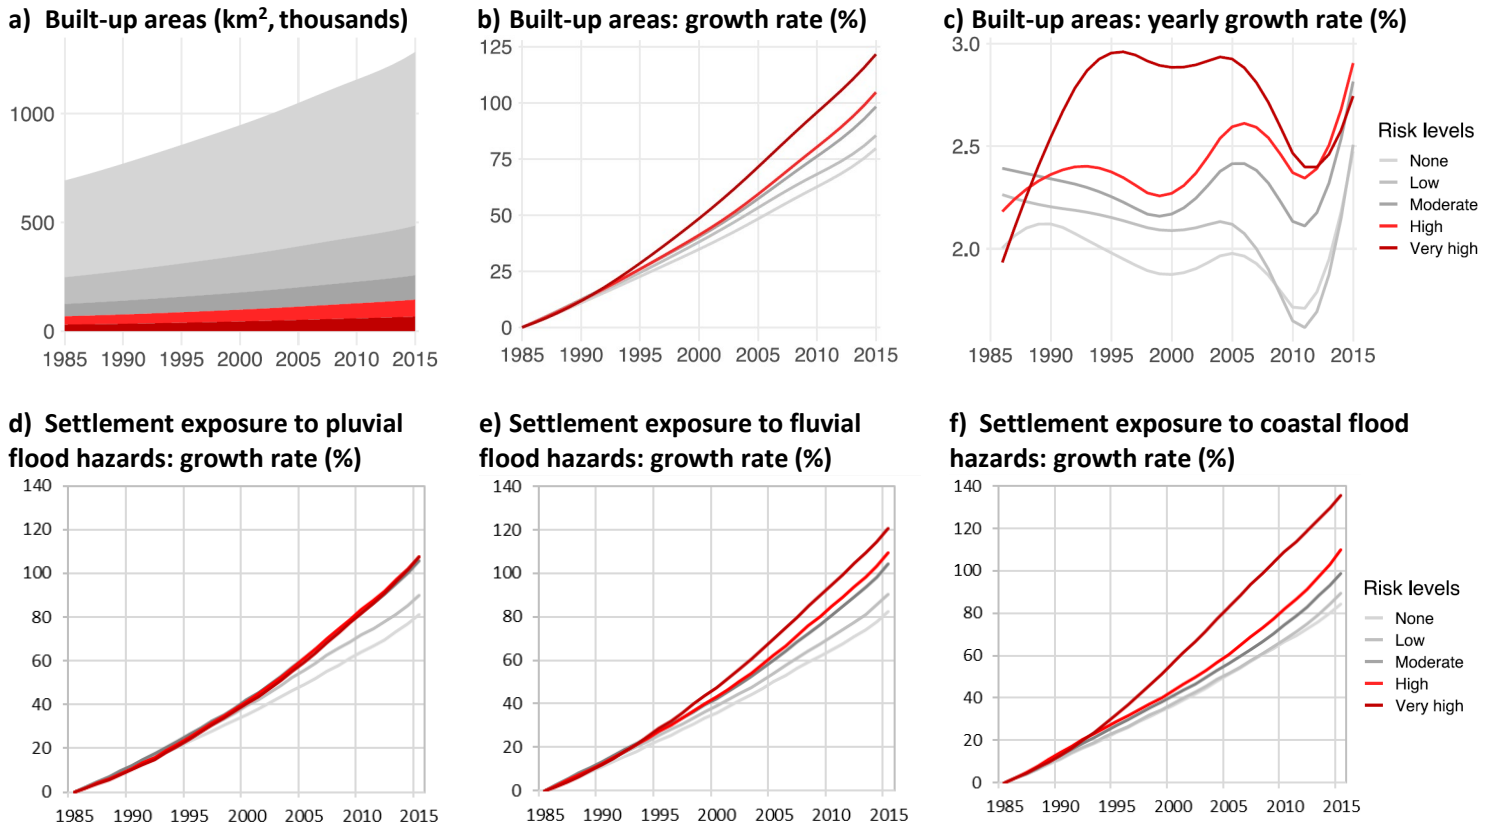 a) Built-up areas (km², thousands)
1000
500
0
1985 1990 1995 2000 2005 2010 2015
b) Built-up areas: growth rate (%)
125
100
75
50
25
0
1985 1990 1995 2000 2005 2010 2015
c) Built-up areas: yearly growth rate (%)
3.0
2.5
2.0
1985 1990 1995 2000 2005 2010 2015
Risk levels
None
Low
Moderate
High
Very high
d) Settlement exposure to pluvial
flood hazards: growth rate (%)
140
120
100
80
60
40
20
0
1985 1990 1995 2000 2005 2010 2015
e) Settlement exposure to fluvial
flood hazards: growth rate (%)
140
120
100
80
60
40
20
0
1985 1990 1995 2000 2005 2010 2015
f) Settlement exposure to coastal flood
hazards: growth rate (%)
140
120
100
80
60
40
20
0
1985 1990 1995 2000 2005 2010 2015
Risk levels
None
Low
Moderate
High
Very high